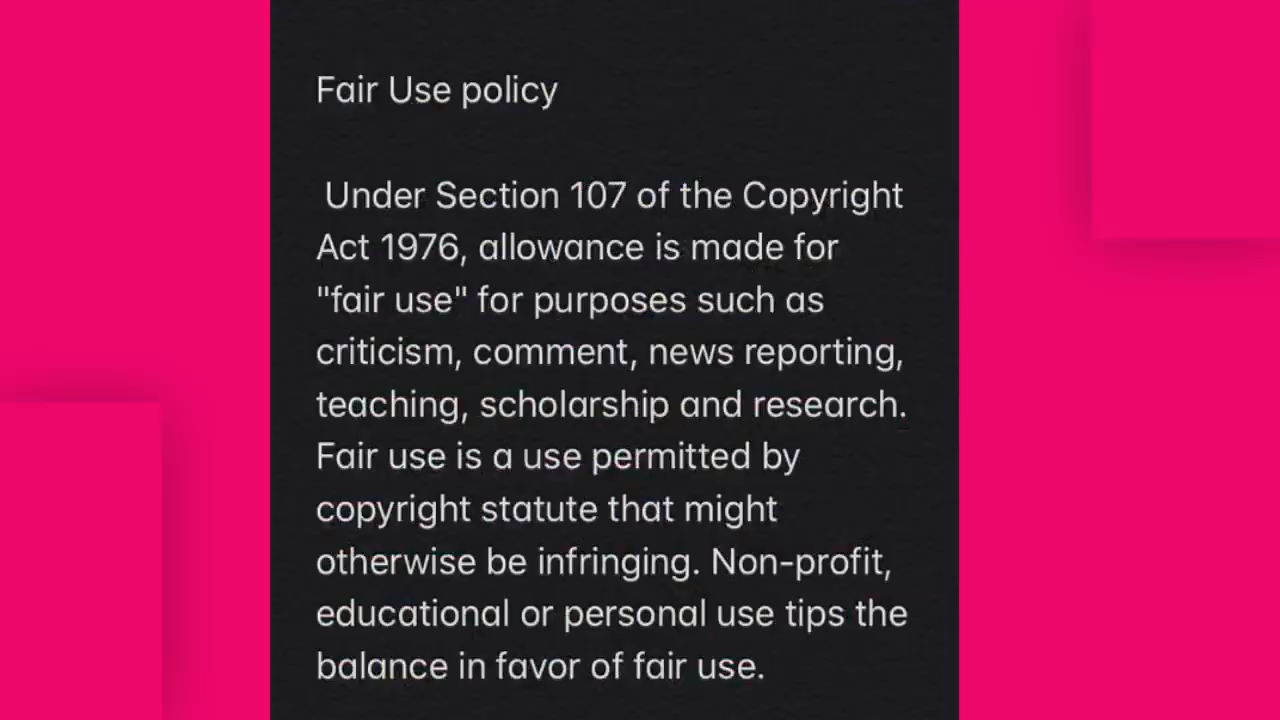 Fair Use policy
Under Section 107 of the Copyright
Act 1976, allowance is made for
"fair use" for purposes such as
criticism, comment, news reporting,
teaching, scholarship and research.
Fair use is a use permitted by
copyright statute that might
otherwise be infringing. Non-profit,
educational or personal use tips the
balance in favor of fair use.